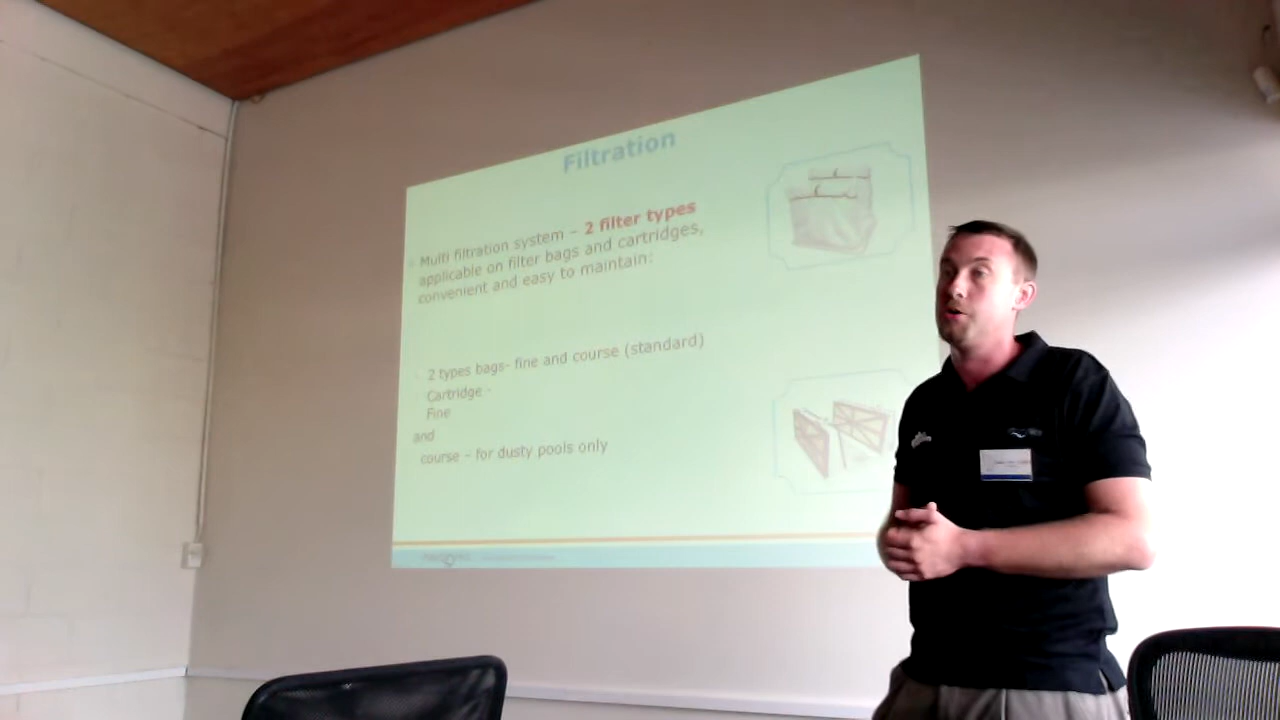 Filtration
Multi filtration system – 2 filter types
applicable on filter bags and cartridges,
convenient and easy to maintain:
2 types bags- fine and course (standard)
Cartridge -
Fine
and
course – for dusty pools only